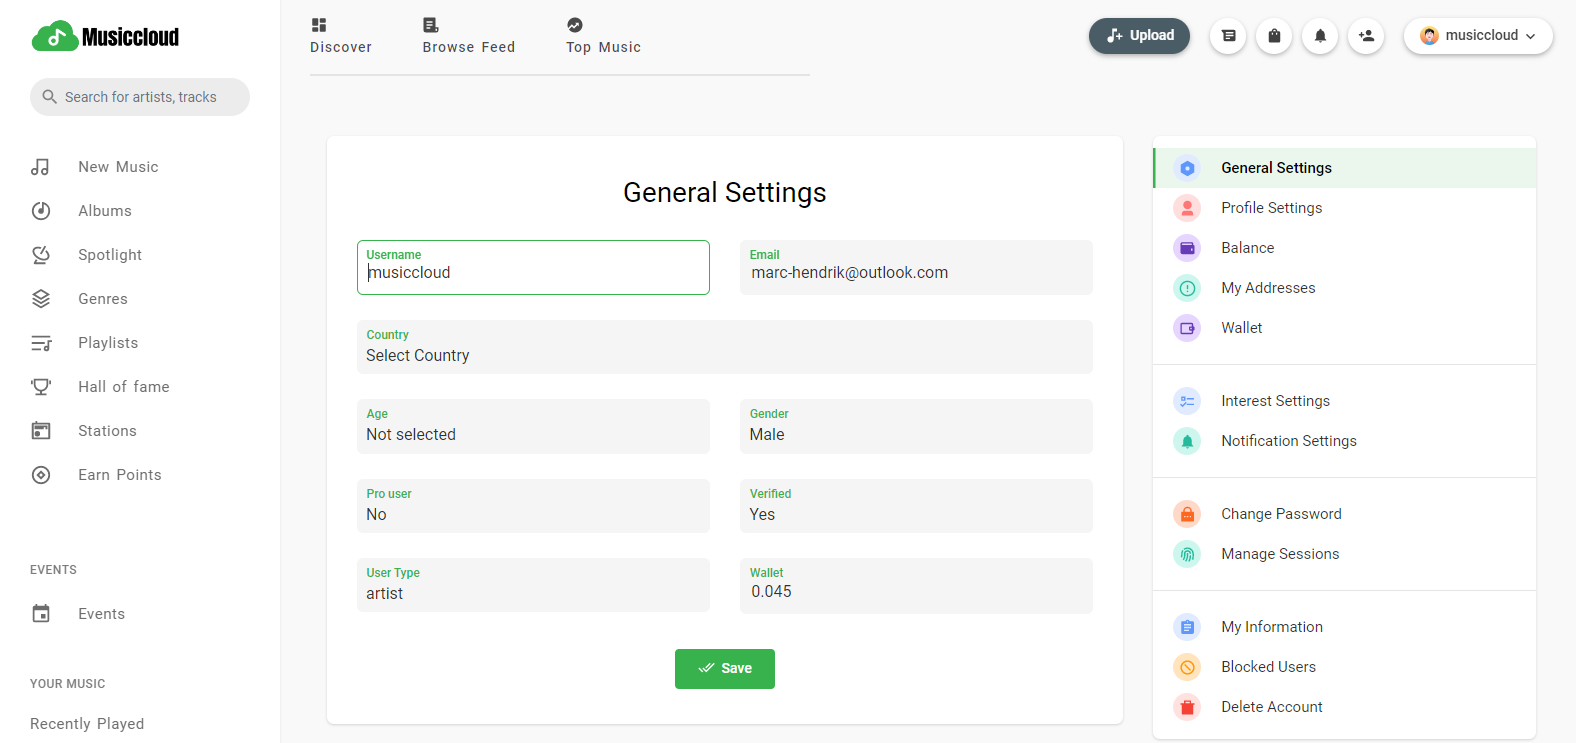 Musiccloud
Search for artists, tracks
New Music
Albums
Spotlight
Genres
Playlists
Hall of fame
Stations
Earn Points
EVENTS
Events
YOUR MUSIC
Recently Played
Discover
Browse Feed
Top Music
Upload
musiccloud
General Settings
Username
musiccloud
Email
marc-hendrik@outlook.com
Country
Select Country
Age
Not selected
Gender
Male
Pro user
No
Verified
Yes
User Type
artist
Wallet
0.045
Save
General Settings
Profile Settings
Balance
My Addresses
Wallet
Interest Settings
Notification Settings
Change Password
Manage Sessions
My Information
Blocked Users
Delete Account